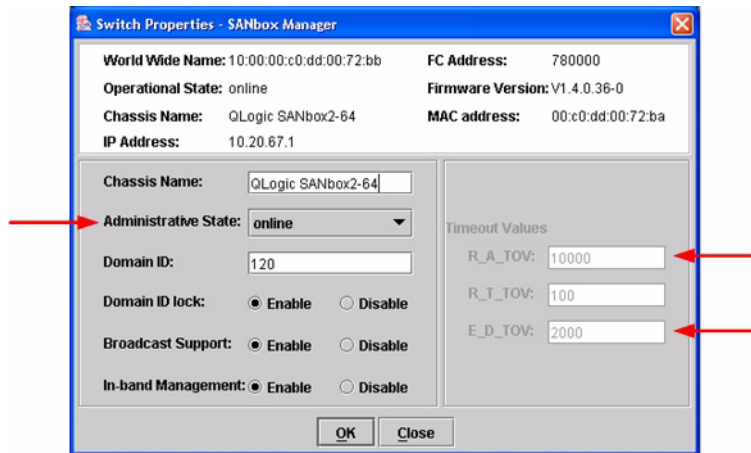 Switch Properties - SANbox Manager
World Wide Name: 10:00:00:c0:dd:00:72:bb FC Address: 780000
Operational State: online Firmware Version: V1.4.0.36-0
Chassis Name: QLogic SANbox2-64 MAC address: 00:c0:dd:00:72:ba
IP Address: 10.20.67.1
Chassis Name: QLogic SANbox2-64
Administrative State: online
Domain ID: 120
Domain ID lock: Enable Disable
Broadcast Support: Enable Disable
In-band Management: Enable Disable
Timeout Values
R_A_TOV: 10000
R_T_TOV: 100
E_D_TOV: 2000
OK Close